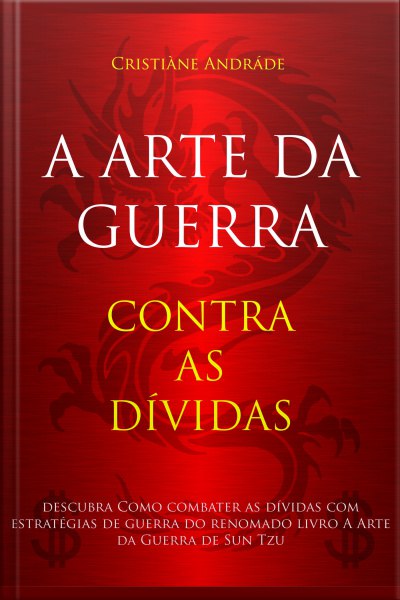 Cristiàne Andráde
A ARTE DA
GUERRA
CONTRA
AS
DÍVIDAS
descubra Como combater as dívidas com
estratégias de guerra do renomado livro A Arte
da Guerra de Sun Tzu
$ $